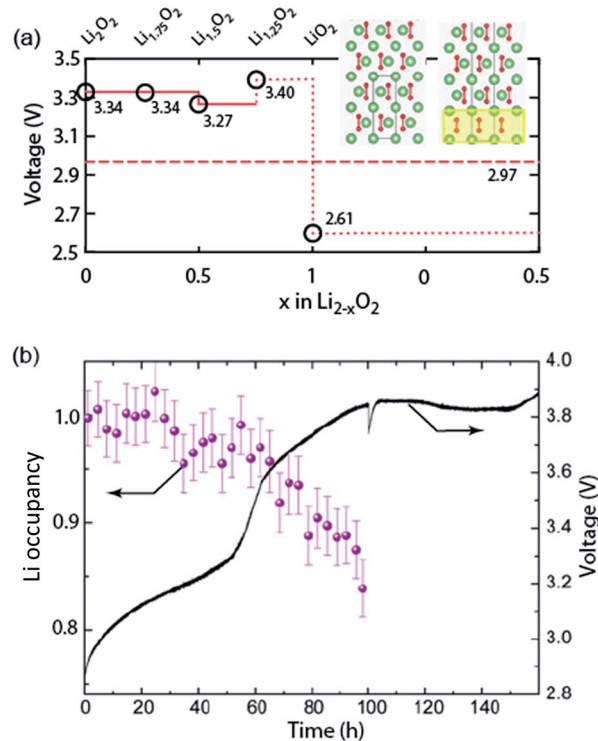 (a)
Li₂O₂ Li₁.₇₅O₂ Li₁.₅O₂ Li₁.₂₅O₂ LiO₂
3.5
3.3
3.1
2.9
2.7
2.5
Voltage (V)
3.34 3.34 3.27 3.40
2.97
2.61
0 0.5 1 0 0.5
x in Li₂₋ₓO₂
(b)
1.0
0.9
0.8
Li occupancy
4.0
3.8
3.6
3.4
3.2
3.0
2.8
Voltage (V)
0 20 40 60 80 100 120 140
Time (h)